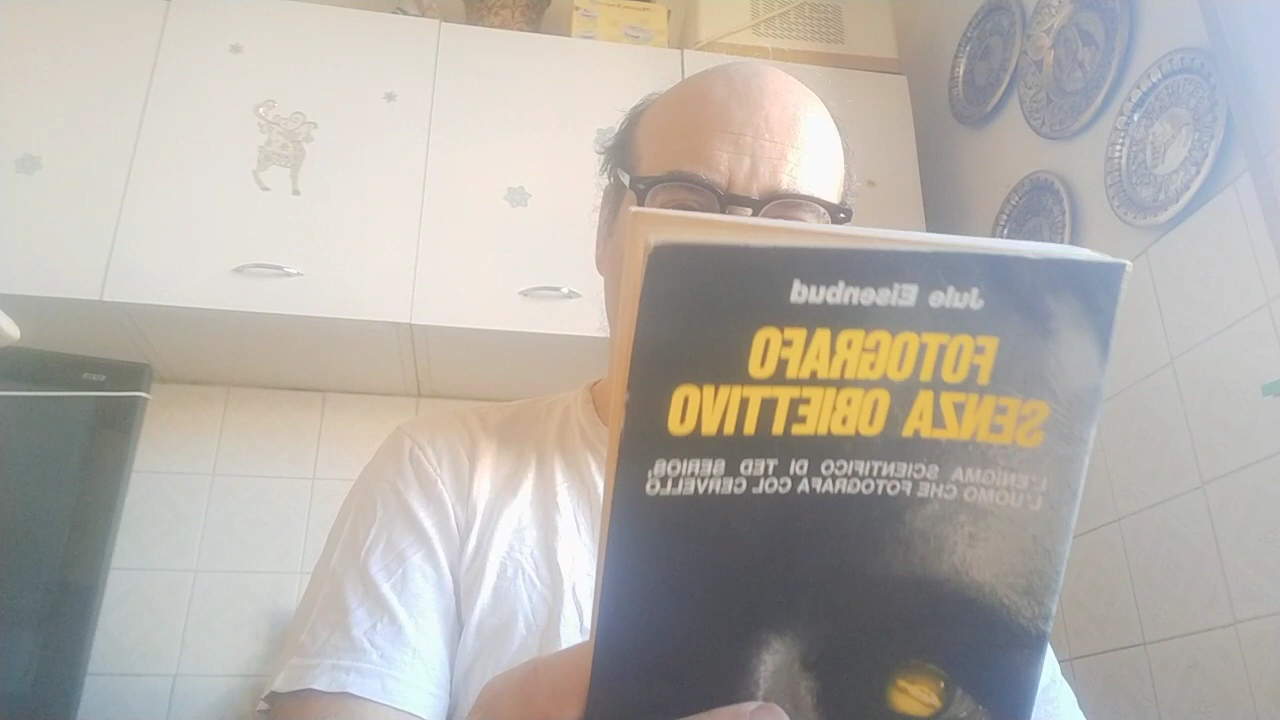 Jule Eisenbud
FOTOGRAFO
SENZA OBIETTIVO
L'ENIGMA SCIENTIFICO DI TED SERIOS,
L'UOMO CHE FOTOGRAFA COL CERVELLO